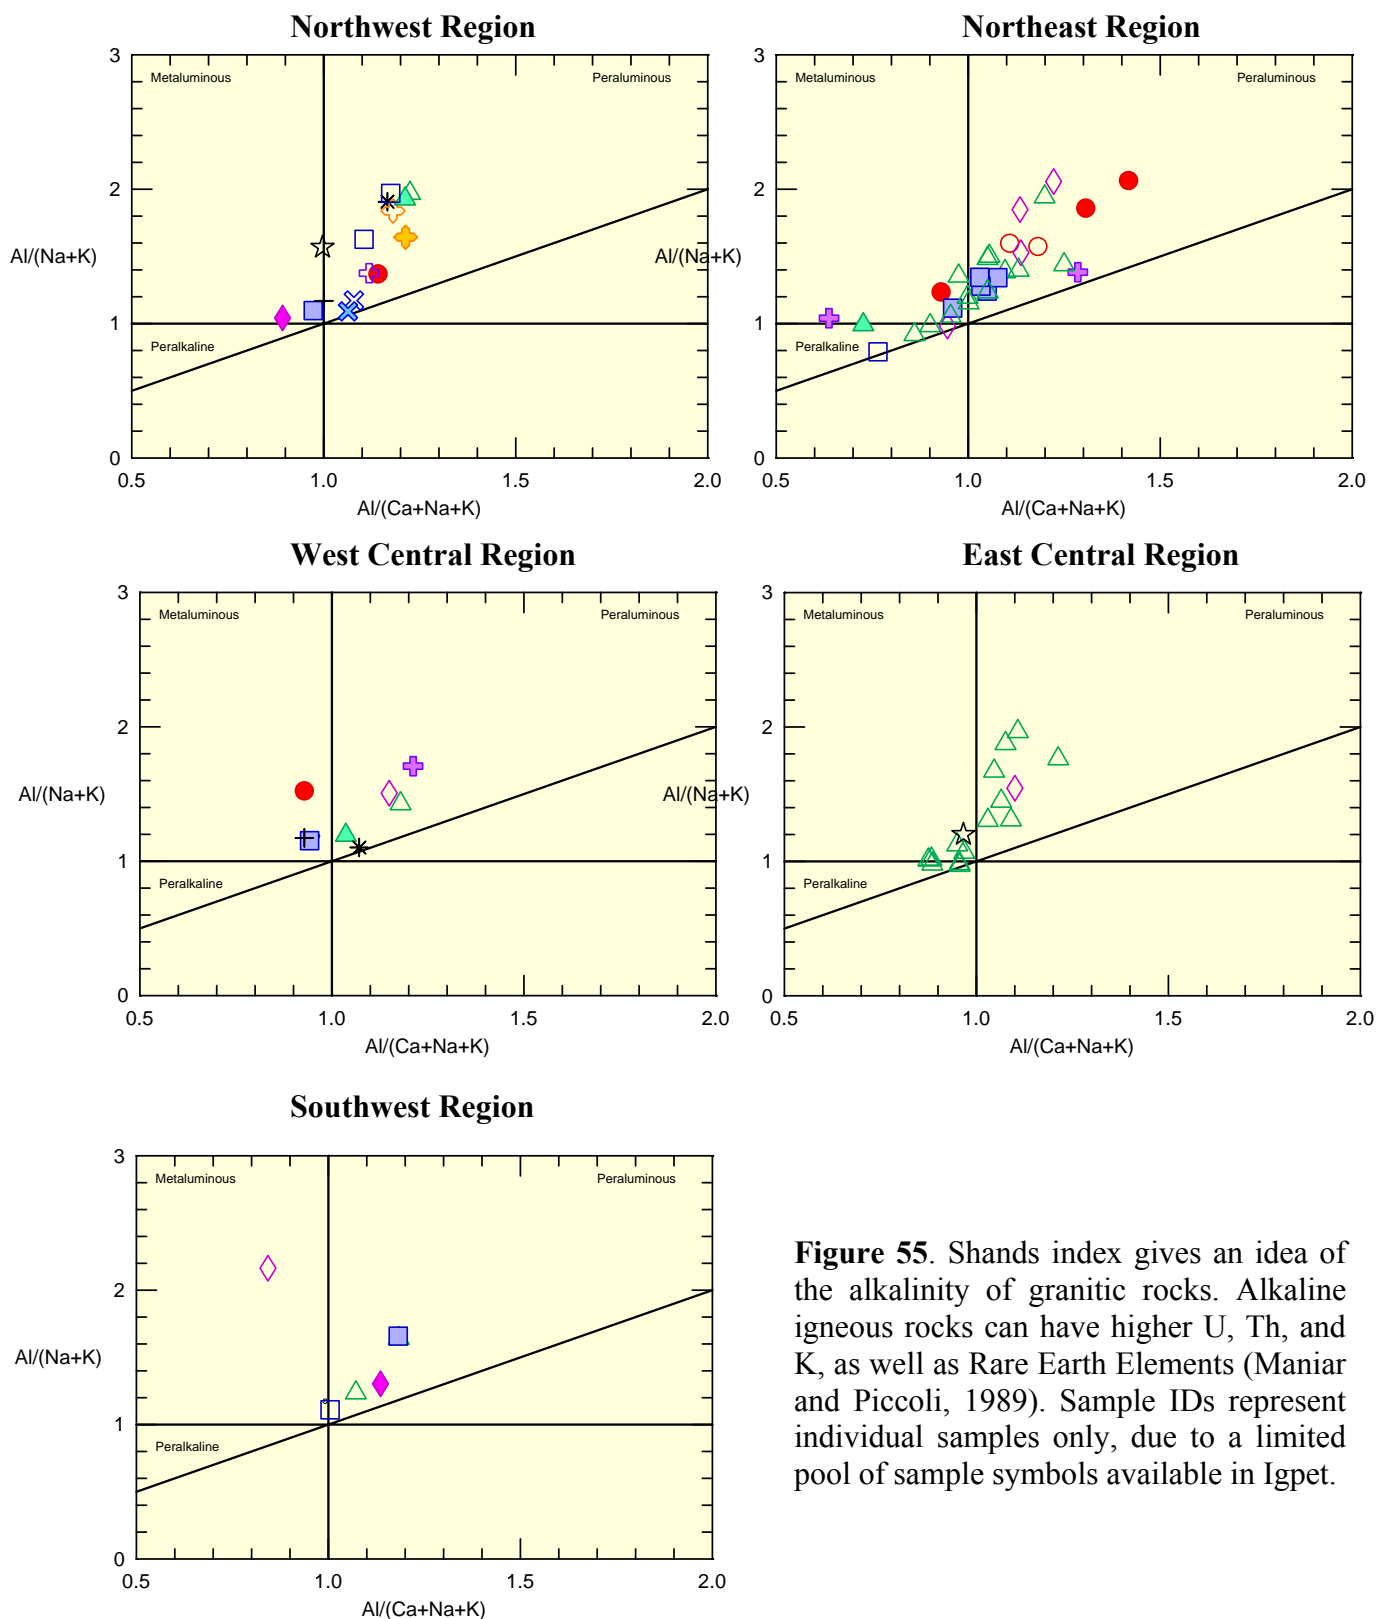 Northwest Region
Northeast Region
3
Metaluminous
Peraluminous
2
Al/(Na+K)
1
Peralkaline
0
0.5
1.0
1.5
2.0
Al/(Ca+Na+K)
3
Metaluminous
Peraluminous
2
Al/(Na+K)
1
Peralkaline
0
0.5
1.0
1.5
2.0
Al/(Ca+Na+K)
West Central Region
East Central Region
3
Metaluminous
Peraluminous
2
Al/(Na+K)
1
Peralkaline
0
0.5
1.0
1.5
2.0
Al/(Ca+Na+K)
3
Metaluminous
Peraluminous
2
Al/(Na+K)
1
Peralkaline
0
0.5
1.0
1.5
2.0
Al/(Ca+Na+K)
Southwest Region
3
Metaluminous
Peraluminous
2
Al/(Na+K)
1
Peralkaline
0
0.5
1.0
1.5
2.0
Al/(Ca+Na+K)
Figure 55. Shands index gives an idea of
the alkalinity of granitic rocks. Alkaline
igneous rocks can have higher U, Th, and
K, as well as Rare Earth Elements (Maniar
and Piccoli, 1989). Sample IDs represent
individual samples only, due to a limited
pool of sample symbols available in Igpet.